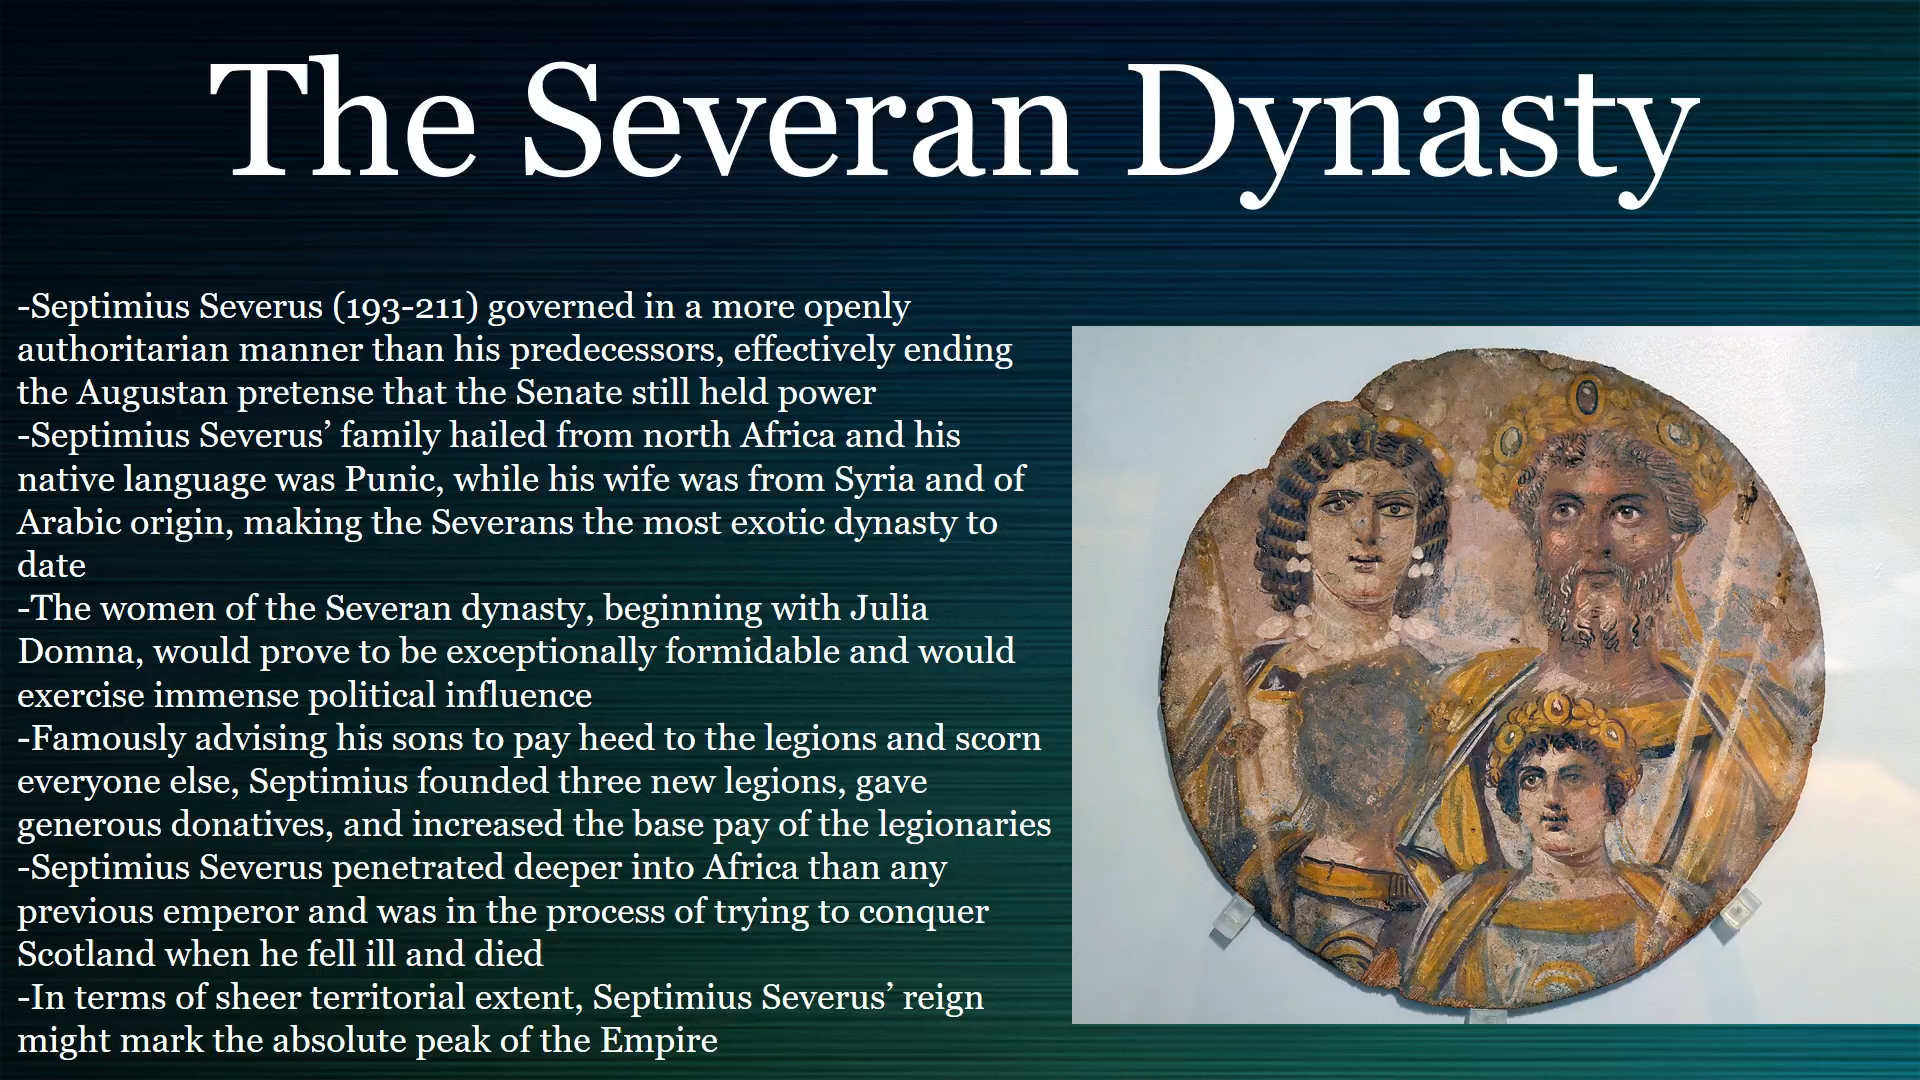 The Severan Dynasty
-Septimius Severus (193-211) governed in a more openly
authoritarian manner than his predecessors, effectively ending
the Augustan pretense that the Senate still held power
-Septimius Severus’ family hailed from north Africa and his
native language was Punic, while his wife was from Syria and of
Arabic origin, making the Severans the most exotic dynasty to
date
-The women of the Severan dynasty, beginning with Julia
Domna, would prove to be exceptionally formidable and would
exercise immense political influence
-Famously advising his sons to pay heed to the legions and scorn
everyone else, Septimius founded three new legions, gave
generous donatives, and increased the base pay of the legionaries
-Septimius Severus penetrated deeper into Africa than any
previous emperor and was in the process of trying to conquer
Scotland when he fell ill and died
-In terms of sheer territorial extent, Septimius Severus’ reign
might mark the absolute peak of the Empire